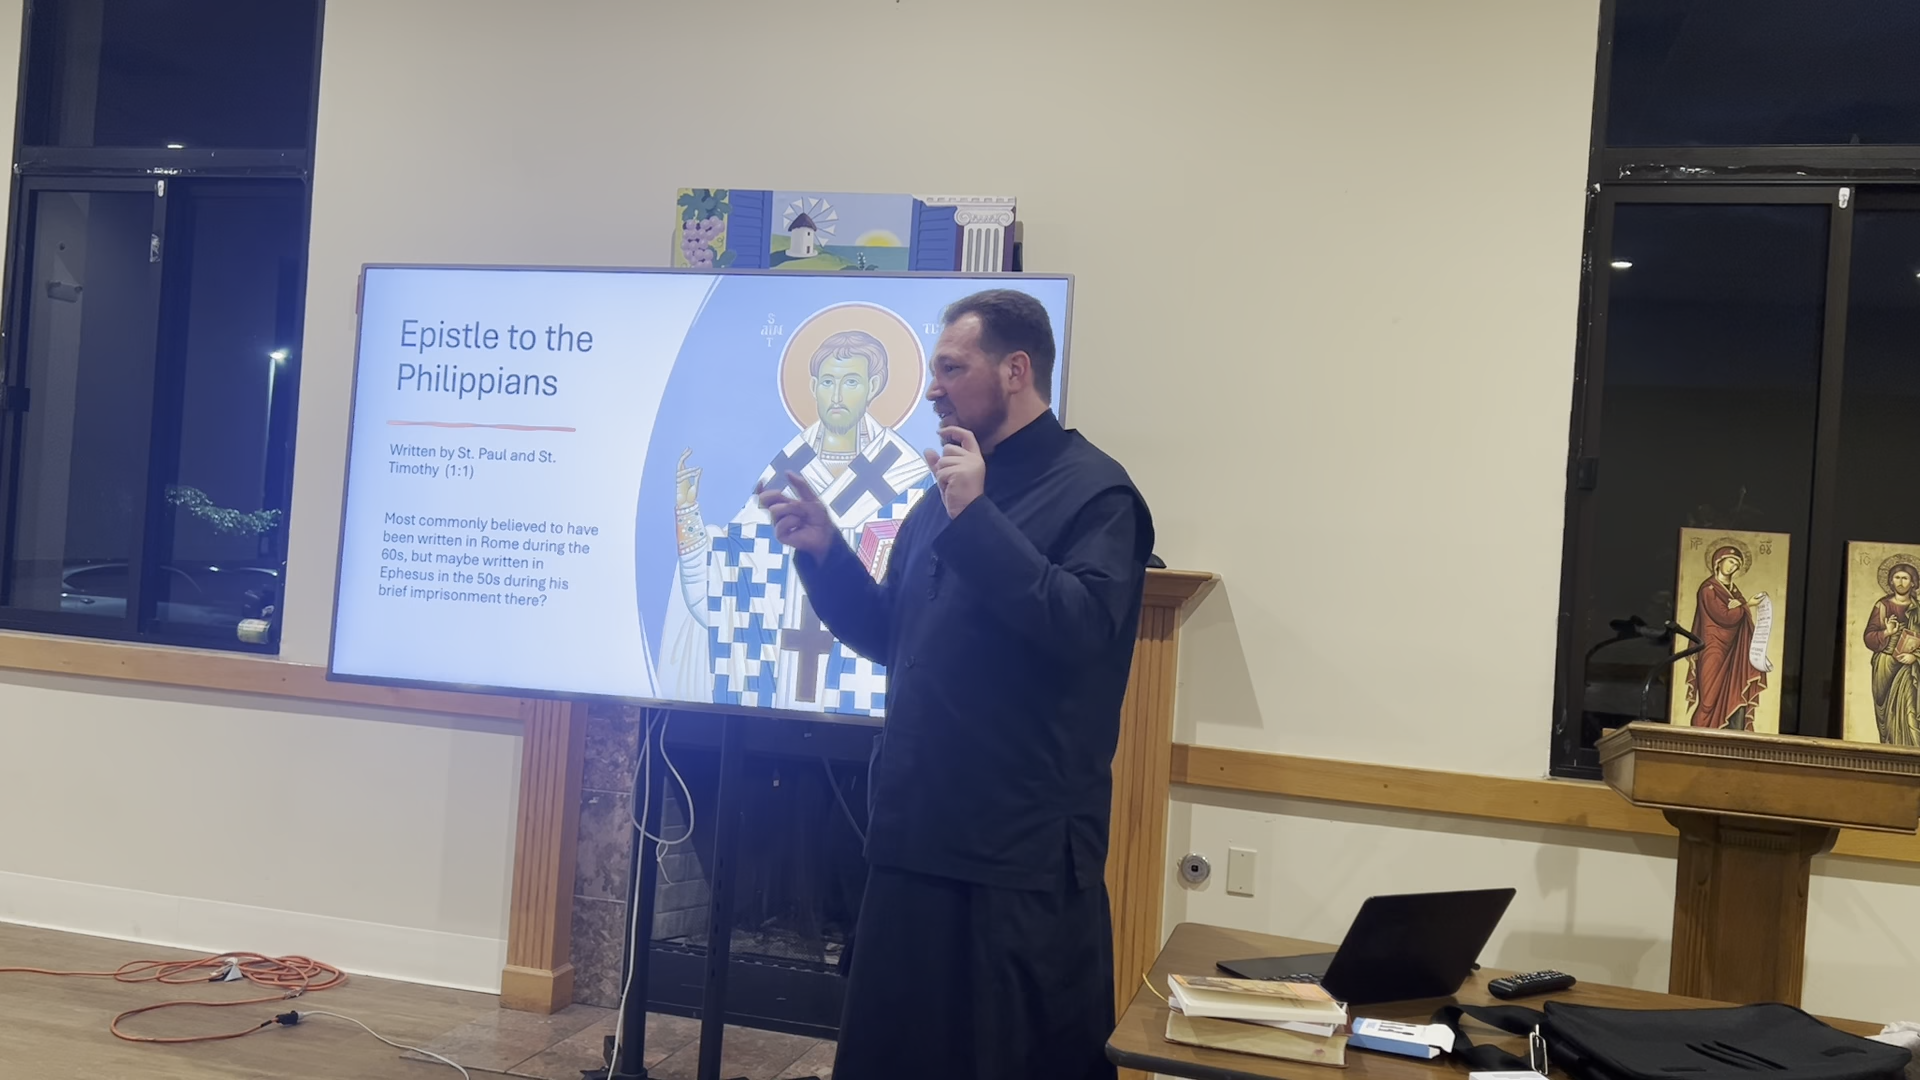 Epistle to the
Philippians
Written by St. Paul and St.
Timothy (1:1)
Most commonly believed to have
been written in Rome during the
60s, but maybe written in
Ephesus in the 50s during his
brief imprisonment there?
S
AIN
T